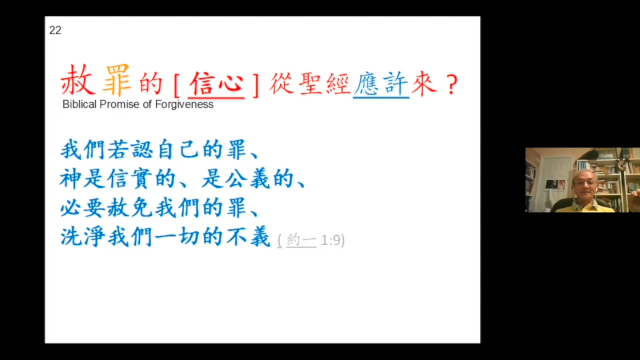 22
赦罪的 [ 信心 ] 從聖經應許來？
Biblical Promise of Forgiveness
我們若認自己的罪、
神是信實的、是公義的、
必要赦免我們的罪、
洗淨我們一切的不義 ( 約一 1:9)